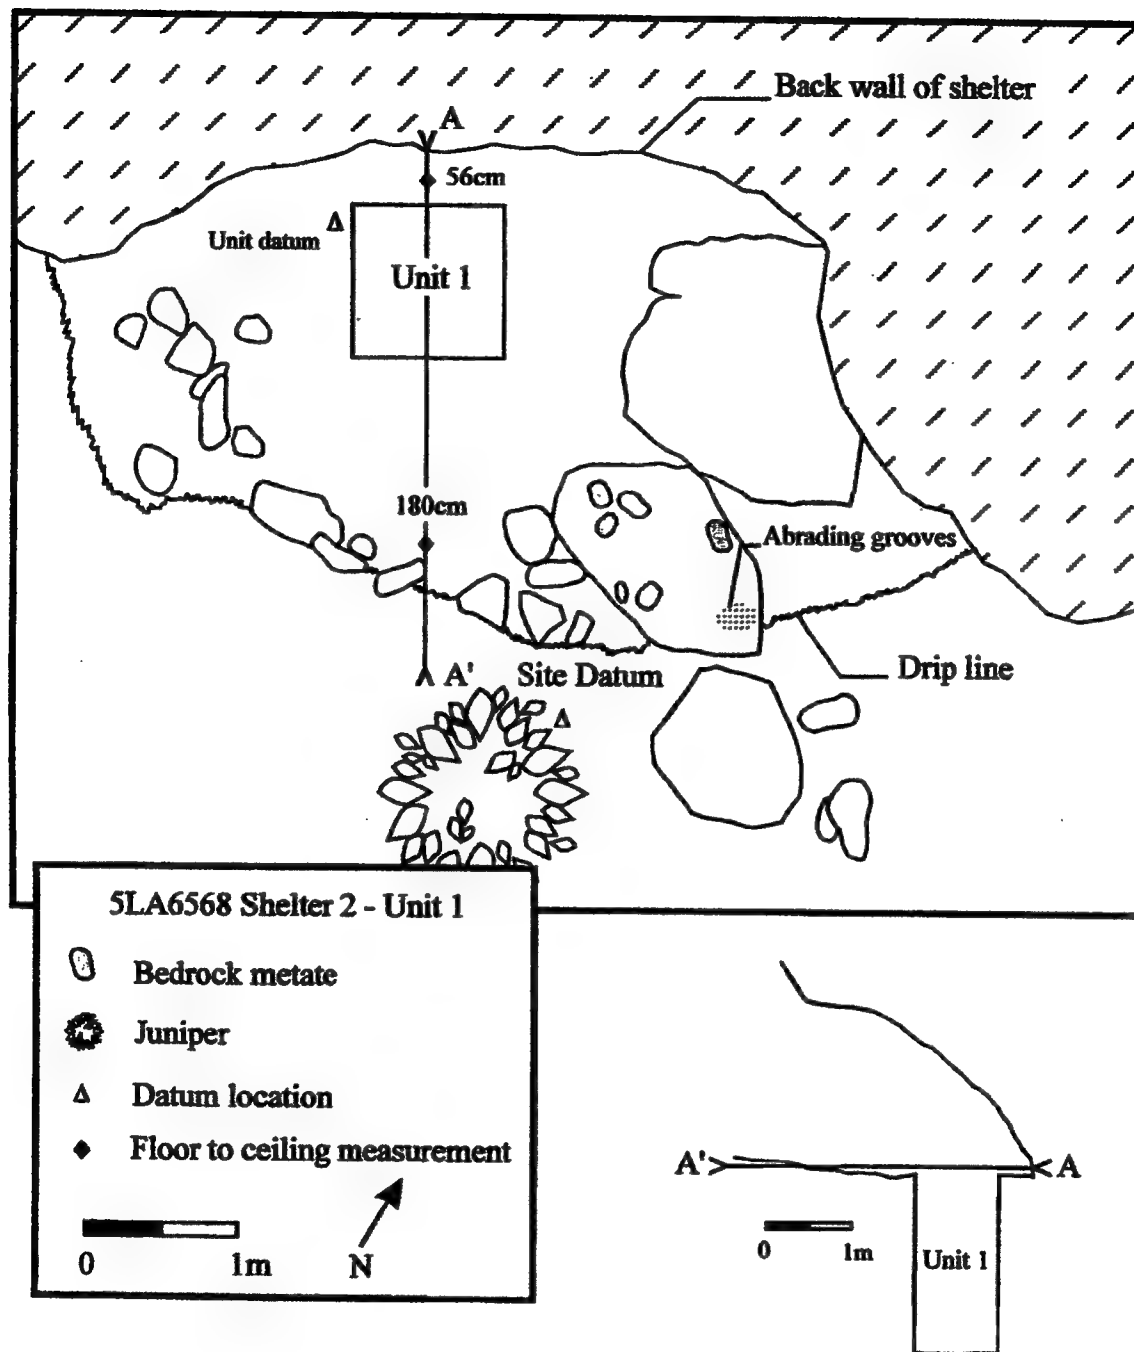 Back wall of shelter
A
56cm
Unit datum
Unit 1
180cm
Abrading grooves
A'
Site Datum
Drip line
5LA6568 Shelter 2 - Unit 1
Bedrock metate
Juniper
Datum location
Floor to ceiling measurement
0
1m
N
A'
A
0
1m
Unit 1